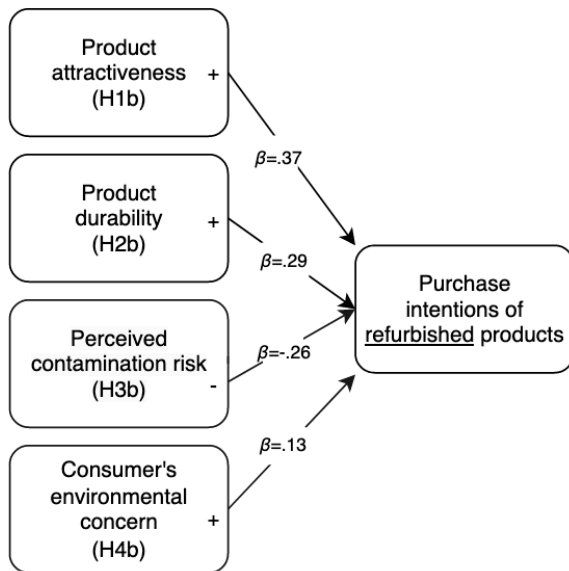 Product
attractiveness
(H1b)
+
β=.37
Product
durability
(H2b)
+
β=.29
Purchase
intentions of
refurbished products
Perceived
contamination risk
(H3b)
-
β=-.26
Consumer's
environmental
concern
(H4b)
+
β=.13